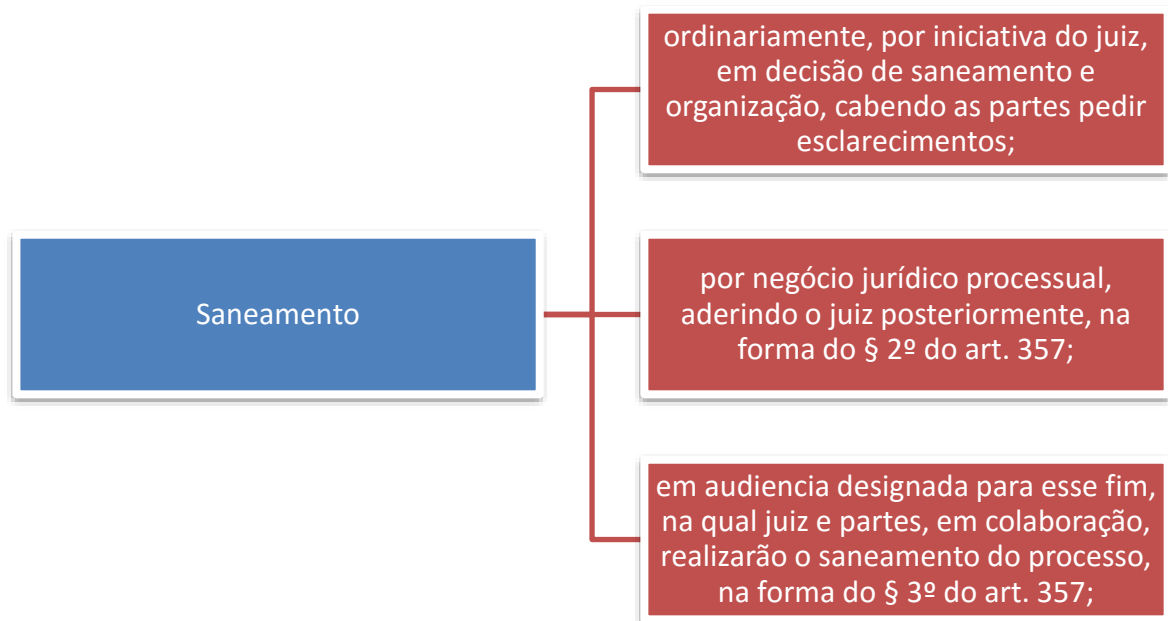 Saneamento
ordinariamente, por iniciativa do juiz,
em decisão de saneamento e
organização, cabendo as partes pedir
esclarecimentos;
por negócio jurídico processual,
aderindo o juiz posteriormente, na
forma do § 2º do art. 357;
em audiencia designada para esse fim,
na qual juiz e partes, em colaboração,
realizarão o saneamento do processo,
na forma do § 3º do art. 357;